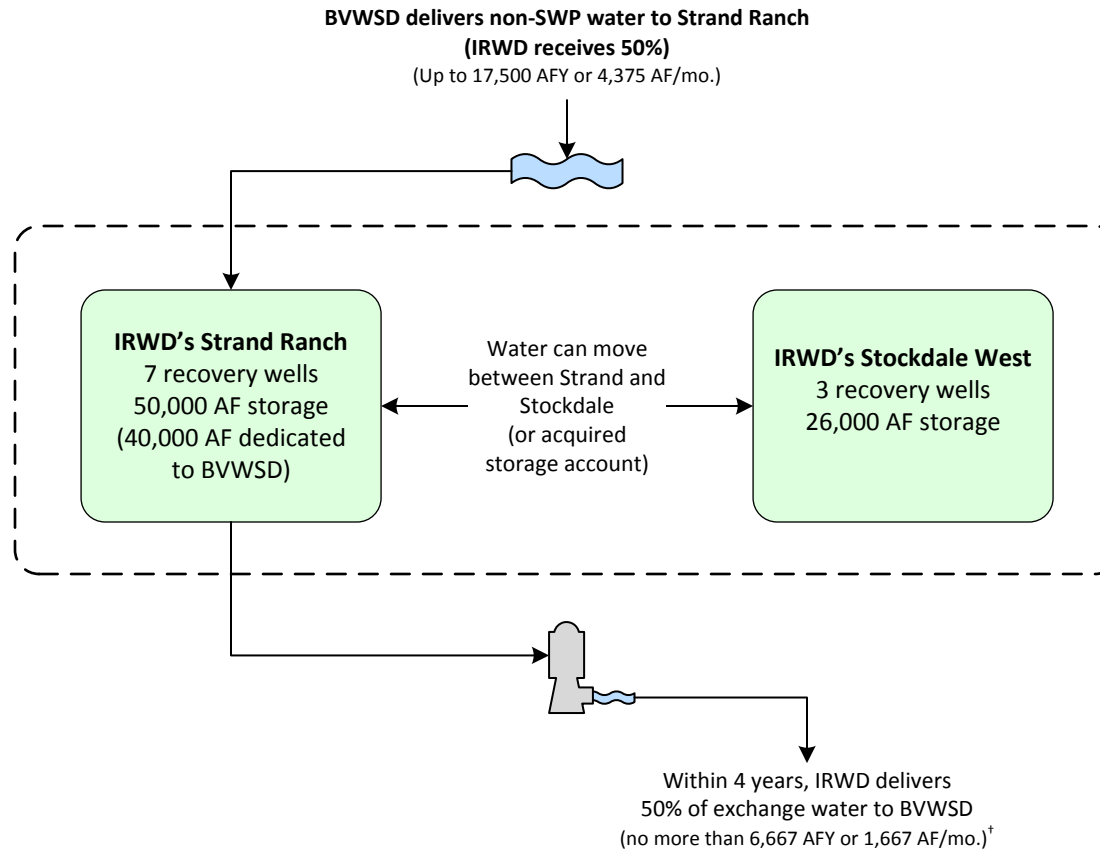 BVWSD delivers non-SWP water to Strand Ranch
(IRWD receives 50%)
(Up to 17,500 AFY or 4,375 AF/mo.)
IRWD's Strand Ranch
7 recovery wells
50,000 AF storage
(40,000 AF dedicated
to BVWSD)
Water can move
between Strand and
Stockdale
(or acquired
storage account)
IRWD's Stockdale West
3 recovery wells
26,000 AF storage
Within 4 years, IRWD delivers
50% of exchange water to BVWSD
(no more than 6,667 AFY or 1,667 AF/mo.)†